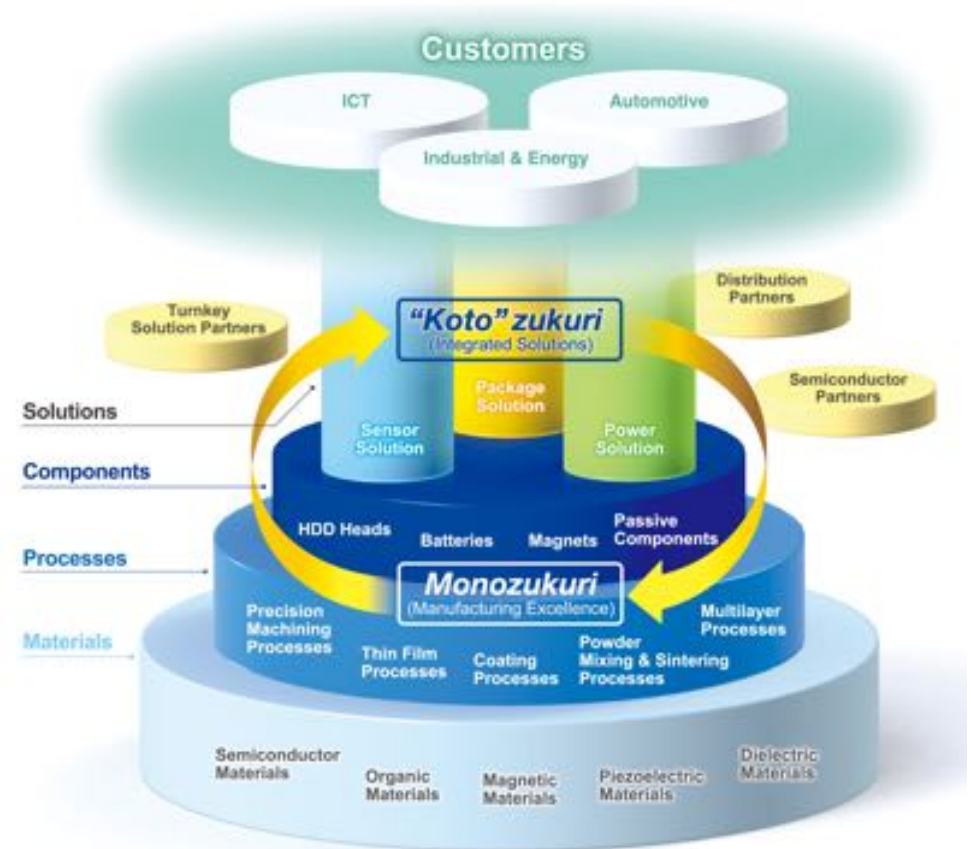 Customers
ICT
Automotive
Industrial & Energy
"Koto" zukuri
(Integrated Solutions)
Turnkey
Solution Partners
Distribution
Partners
Semiconductor
Partners
Solutions
Sensor
Solution
Package
Solution
Power
Solution
Components
HDD Heads
Batteries
Magnets
Passive
Components
Processes
Monozukuri
(Manufacturing Excellence)
Precision
Machining
Processes
Thin Film
Processes
Coating
Processes
Powder
Mixing & Sintering
Processes
Multilayer
Processes
Materials
Semiconductor
Materials
Organic
Materials
Magnetic
Materials
Piezoelectric
Materials
Dielectric
Materials